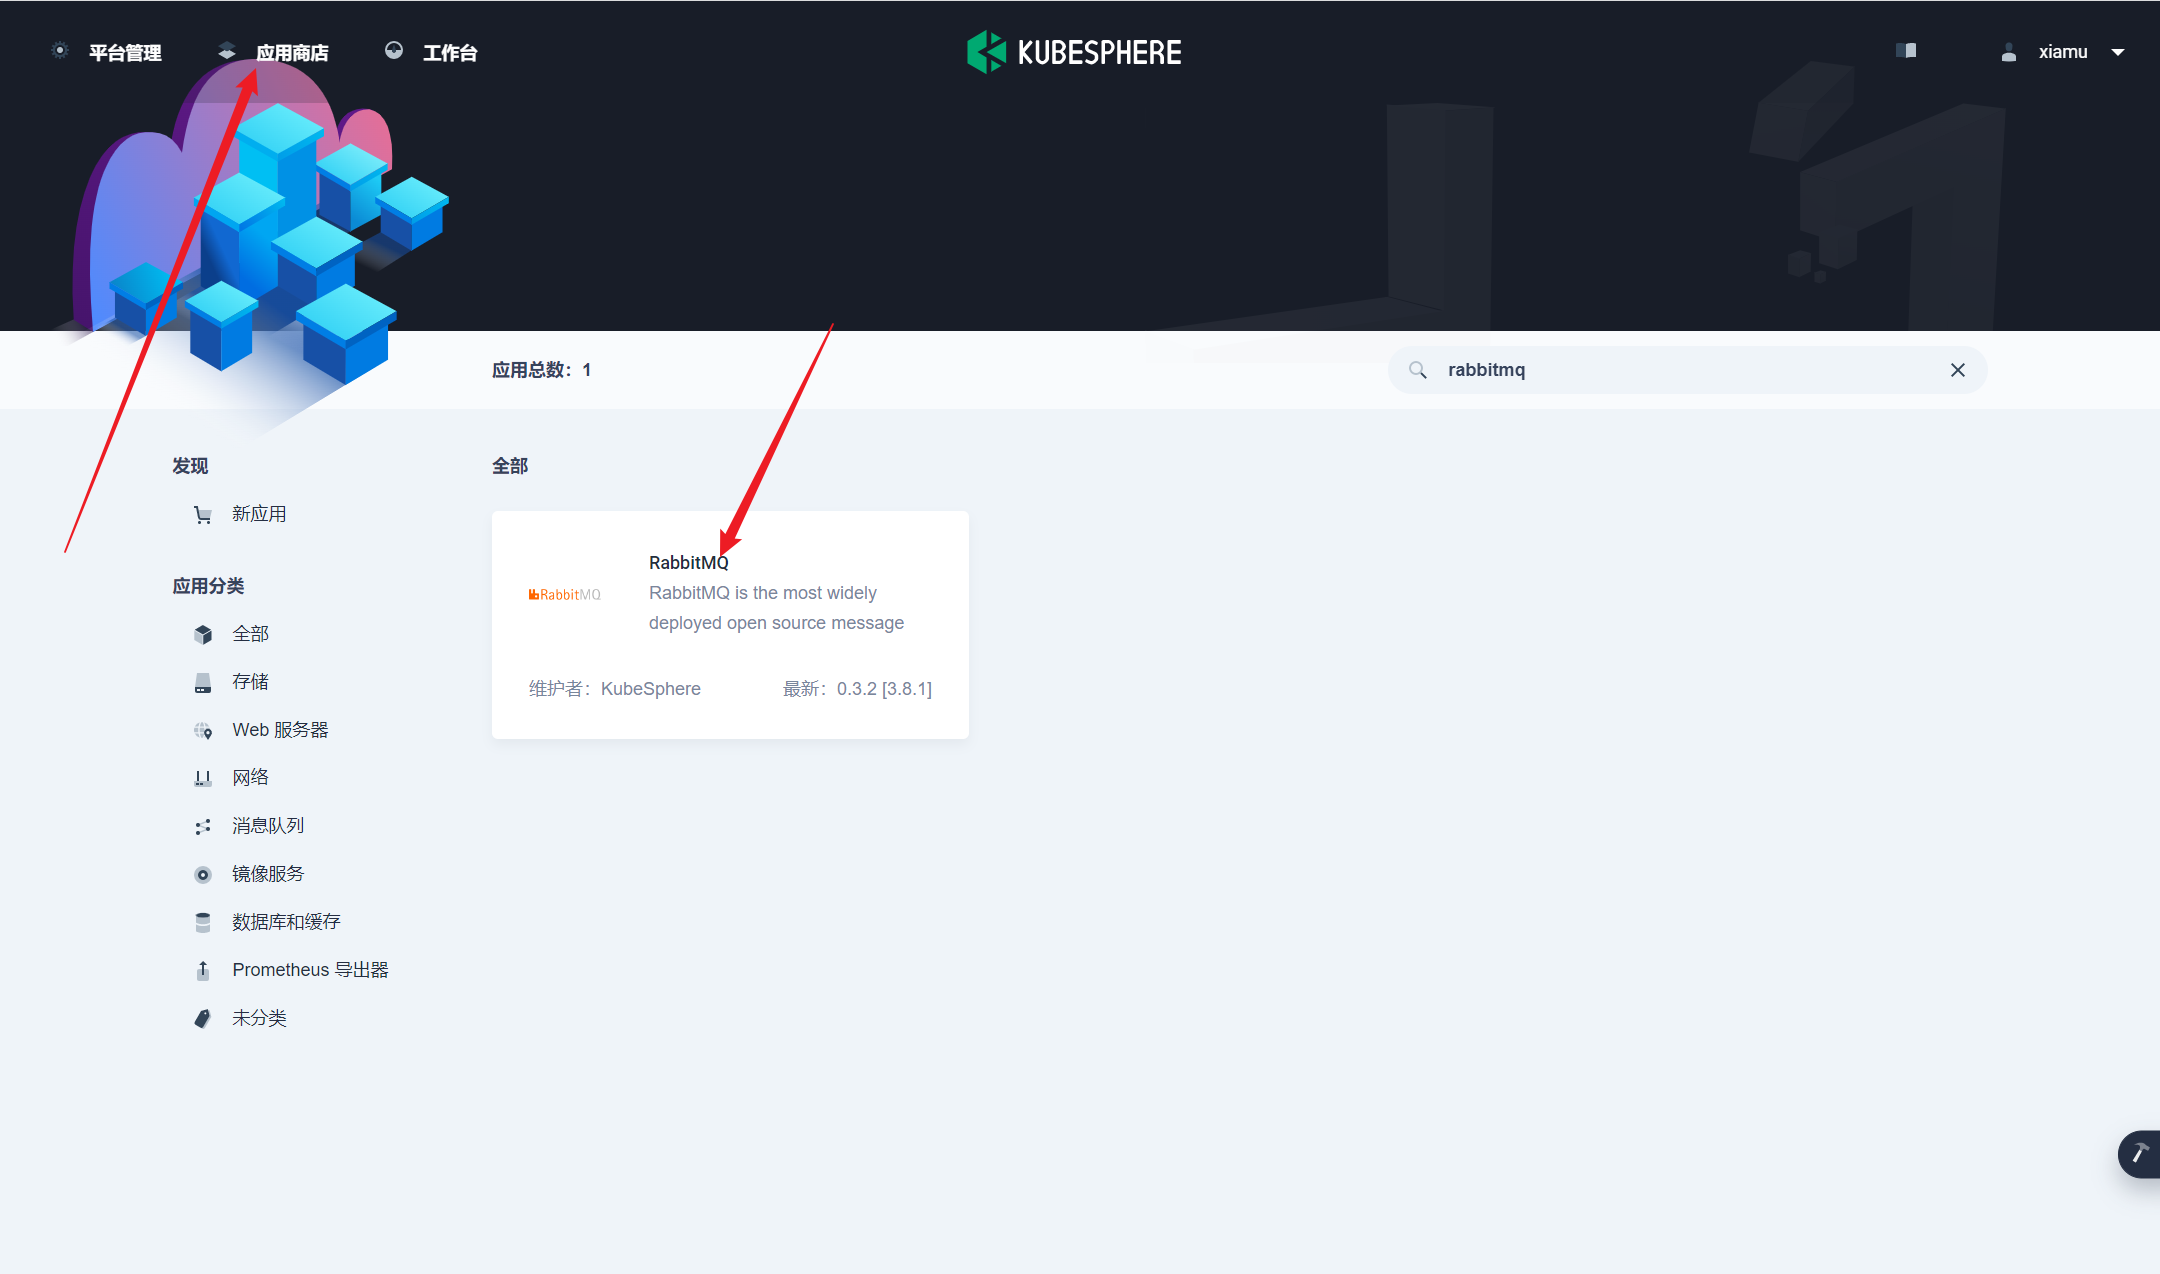 平台管理
应用商店
工作台
KUBESPHERE
xiamu
应用总数：1
rabbitmq
发现
新应用
应用分类
全部
存储
Web 服务器
网络
消息队列
镜像服务
数据库和缓存
Prometheus 导出器
未分类
全部
RabbitMQ
RabbitMQ
RabbitMQ is the most widely
deployed open source message
维护者：KubeSphere
最新：0.3.2 [3.8.1]